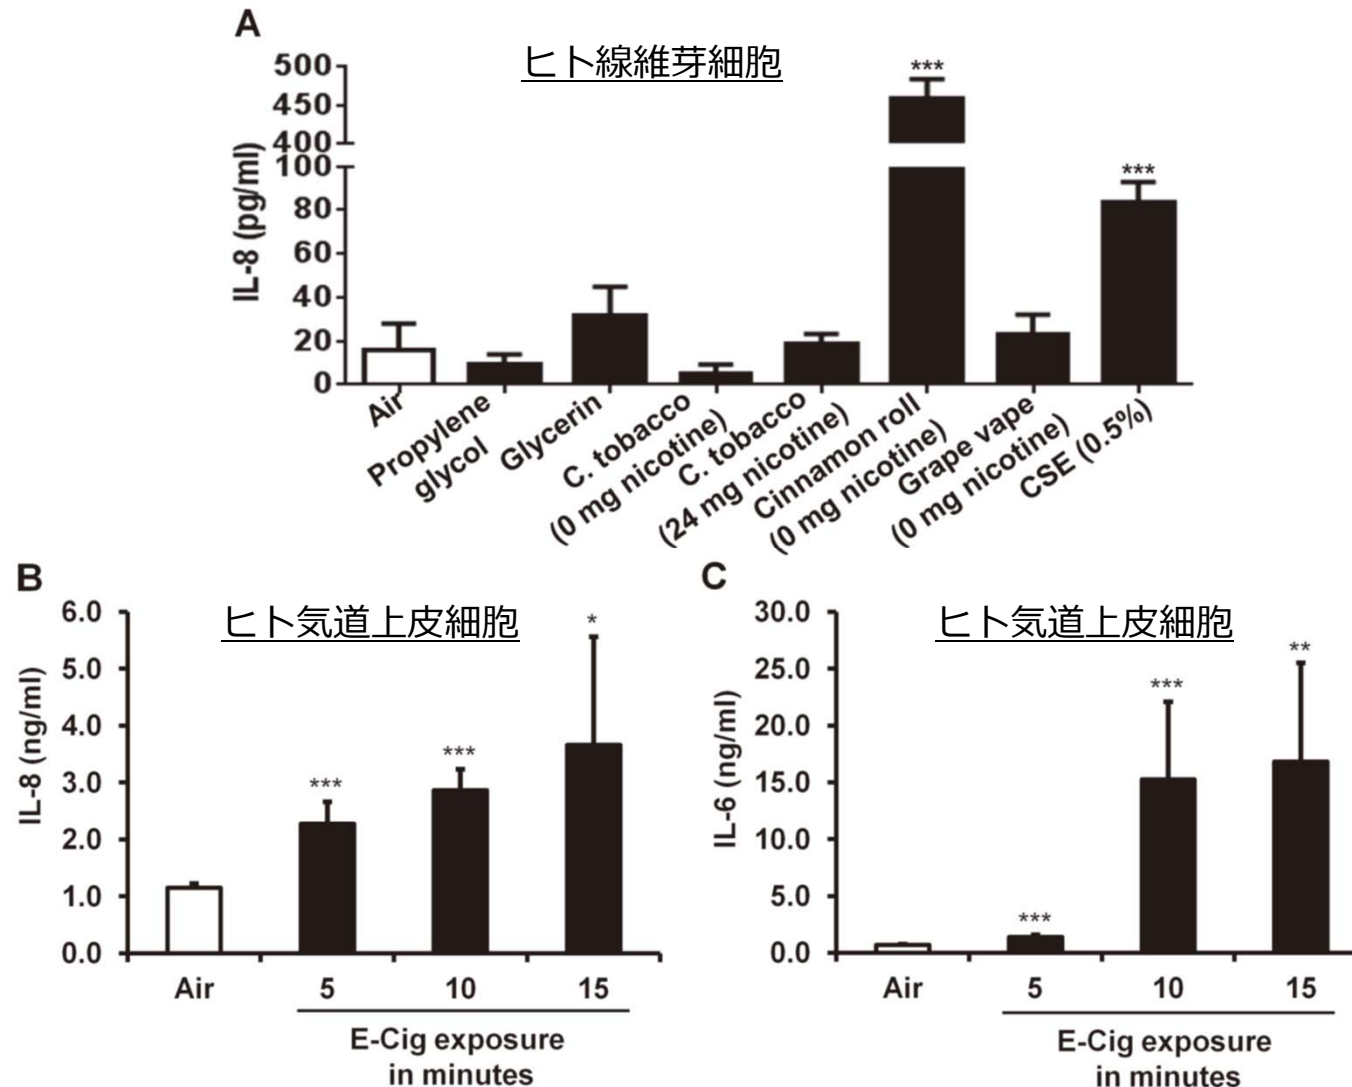 A
ヒト線維芽細胞
IL-8 (pg/ml)
500
450
400
100
80
60
40
20
0
***
***
Air
Propylene
glycol
Glycerin
C. tobacco
(0 mg nicotine)
C. tobacco
(24 mg nicotine)
Cinnamon roll
(0 mg nicotine)
Grape vape
(0 mg nicotine)
CSE (0.5%)
B
ヒト気道上皮細胞
IL-8 (ng/ml)
6.0
5.0
4.0
3.0
2.0
1.0
0.0
***
***
*
Air
5
10
15
E-Cig exposure
in minutes
C
ヒト気道上皮細胞
IL-6 (ng/ml)
30.0
25.0
20.0
15.0
10.0
5.0
0.0
***
***
**
Air
5
10
15
E-Cig exposure
in minutes